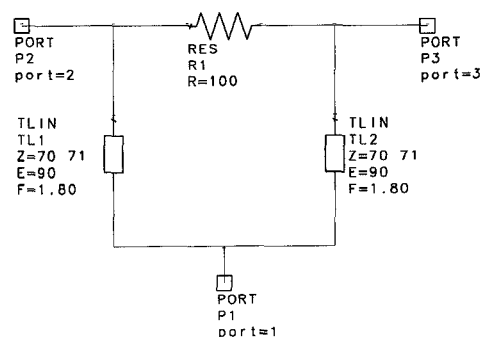 PORT
P2
port=2
RES
R1
R=100
PORT
P3
port=3
TLIN
TL1
Z=70 71
E=90
F=1.80
TLIN
TL2
Z=70 71
E=90
F=1.80
PORT
P1
port=1